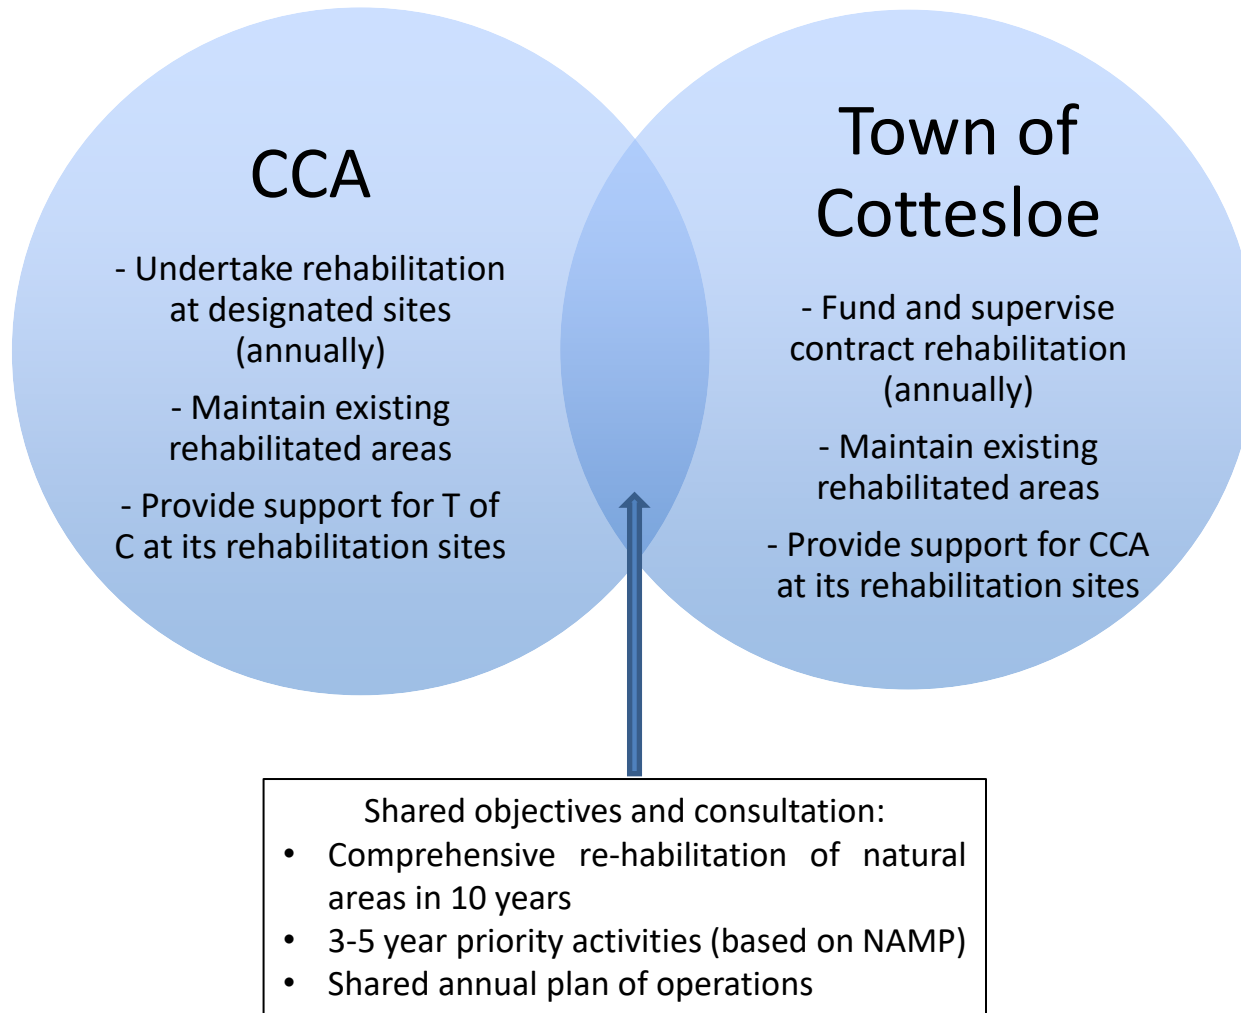 CCA
- Undertake rehabilitation
at designated sites
(annually)
- Maintain existing
rehabilitated areas
- Provide support for T of
C at its rehabilitation sites
Town of
Cottesloe
- Fund and supervise
contract rehabilitation
(annually)
- Maintain existing
rehabilitated areas
- Provide support for CCA
at its rehabilitation sites
Shared objectives and consultation:
• Comprehensive re-habilitation of natural
areas in 10 years
• 3-5 year priority activities (based on NAMP)
• Shared annual plan of operations